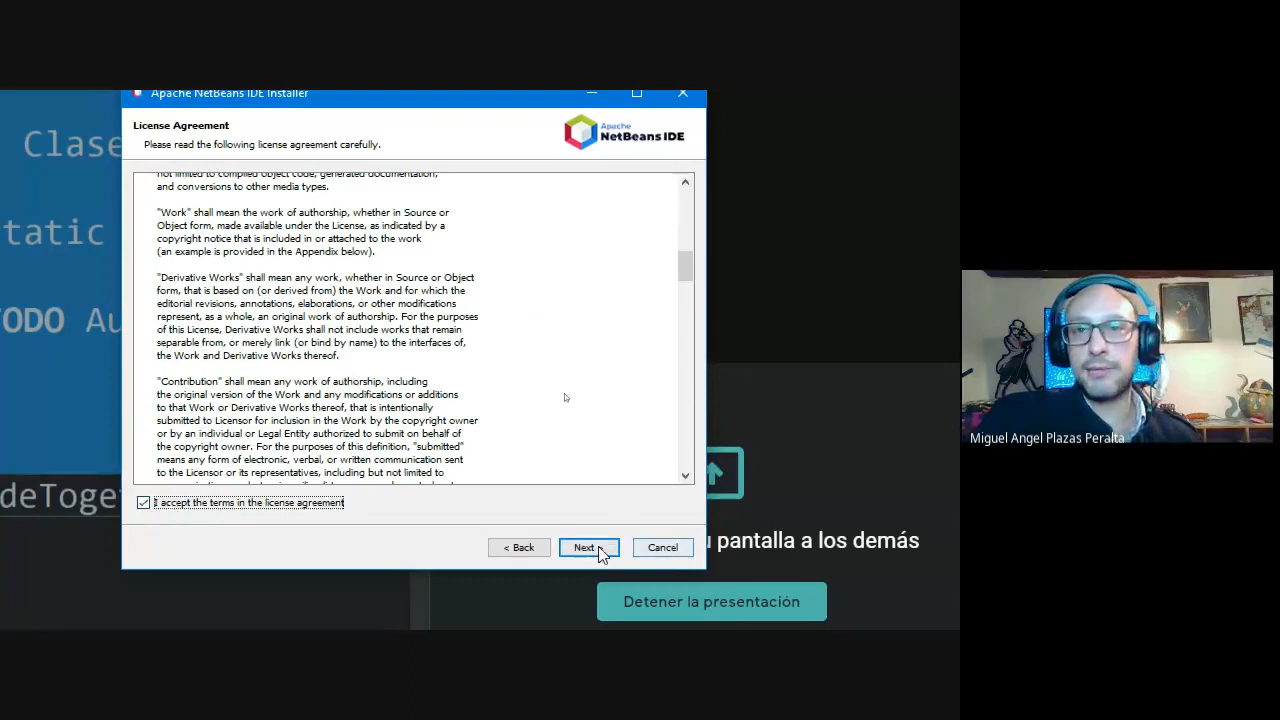 Apache NetBeans IDE Installer
License Agreement
Please read the following license agreement carefully.
Apache
NetBeans IDE
not limited to compiled object code, generated documentation,
and conversions to other media types.
"Work" shall mean the work of authorship, whether in Source or
Object form, made available under the License, as indicated by a
copyright notice that is included in or attached to the work
(an example is provided in the Appendix below).
"Derivative Works" shall mean any work, whether in Source or Object
form, that is based on (or derived from) the Work and for which the
editorial revisions, annotations, elaborations, or other modifications
represent, as a whole, an original work of authorship. For the purposes
of this License, Derivative Works shall not include works that remain
separable from, or merely link (or bind by name) to the interfaces of,
the Work and Derivative Works thereof.
"Contribution" shall mean any work of authorship, including
the original version of the Work and any modifications or additions
to that Work or Derivative Works thereof, that is intentionally
submitted to Licensor for inclusion in the Work by the copyright owner
or by an individual or Legal Entity authorized to submit on behalf of
the copyright owner. For the purposes of this definition, "submitted"
means any form of electronic, verbal, or written communication sent
to the Licensor or its representatives, including but not limited to
I accept the terms in the license agreement
< Back
Next
Cancel
Clase
tatic
TODO Au
deToge
u pantalla a los demás
Detener la presentación
Miguel Angel Plazas Peralta